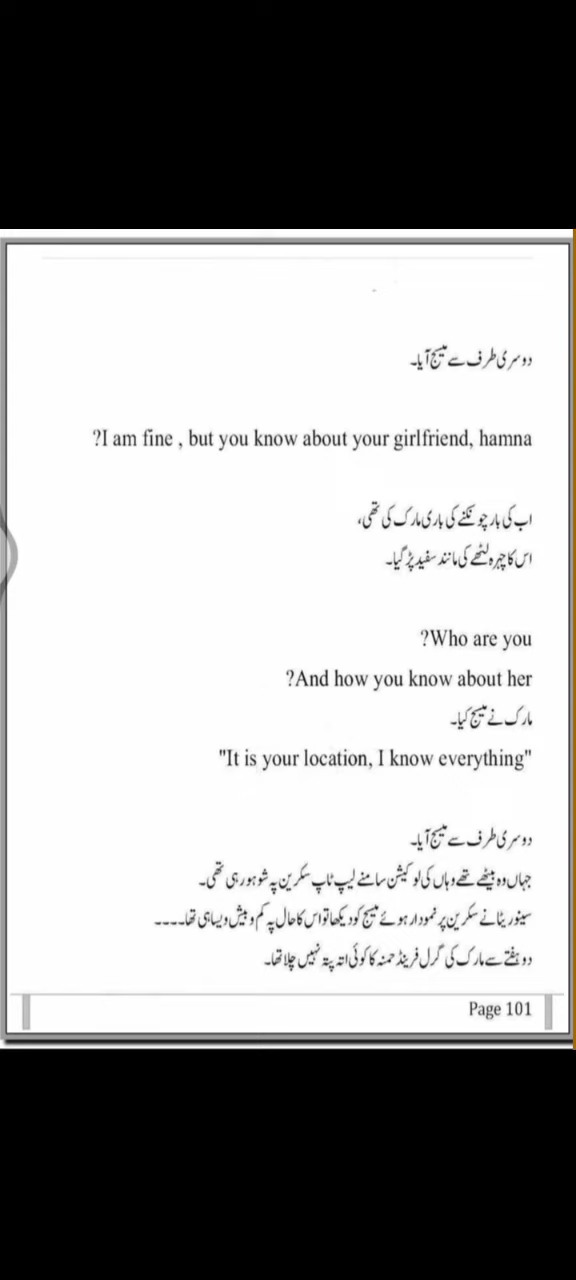 دوسری طرف سے میسج آیا۔
?I am fine , but you know about your girlfriend, hamna
اب کی بار چونکنے کی باری مارک کی تھی،
اس کا چہرہ لٹھے کی مانند سفید پڑ گیا۔
?Who are you
?And how you know about her
مارک نے میسج کیا۔
"It is your location, I know everything"
دوسری طرف سے میسج آیا۔
جہاں وہ بیٹھے تھے وہاں کی لوکیشن سامنے لیپ ٹاپ سکرین پہ شو ہو رہی تھی۔
سینوریٹا نے سکرین پر نمودار ہوئے میسج کو دیکھا تو اس کا حال پہ کم و بیش ویسا ہی تھا۔۔۔۔
دو ہفتے سے مارک کی گرل فرینڈ حمنہ کا کوئی اتہ پتہ نہیں چلا تھا۔
Page 101